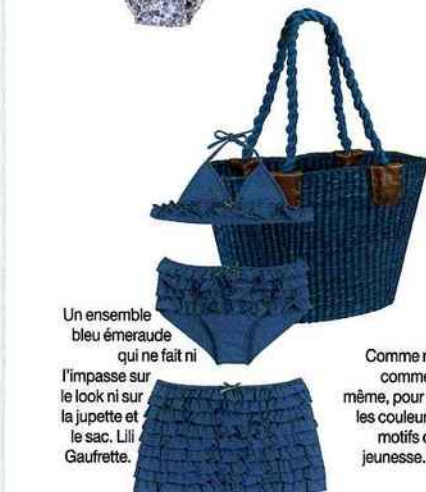 Un ensemble
bleu émeraude
qui ne fait ni
l'impasse sur
le look ni sur
la jupette et
le sac. Lili
Gaufrette.
Comme
comme
même, pour
les couleur
motifs
jeunesse.